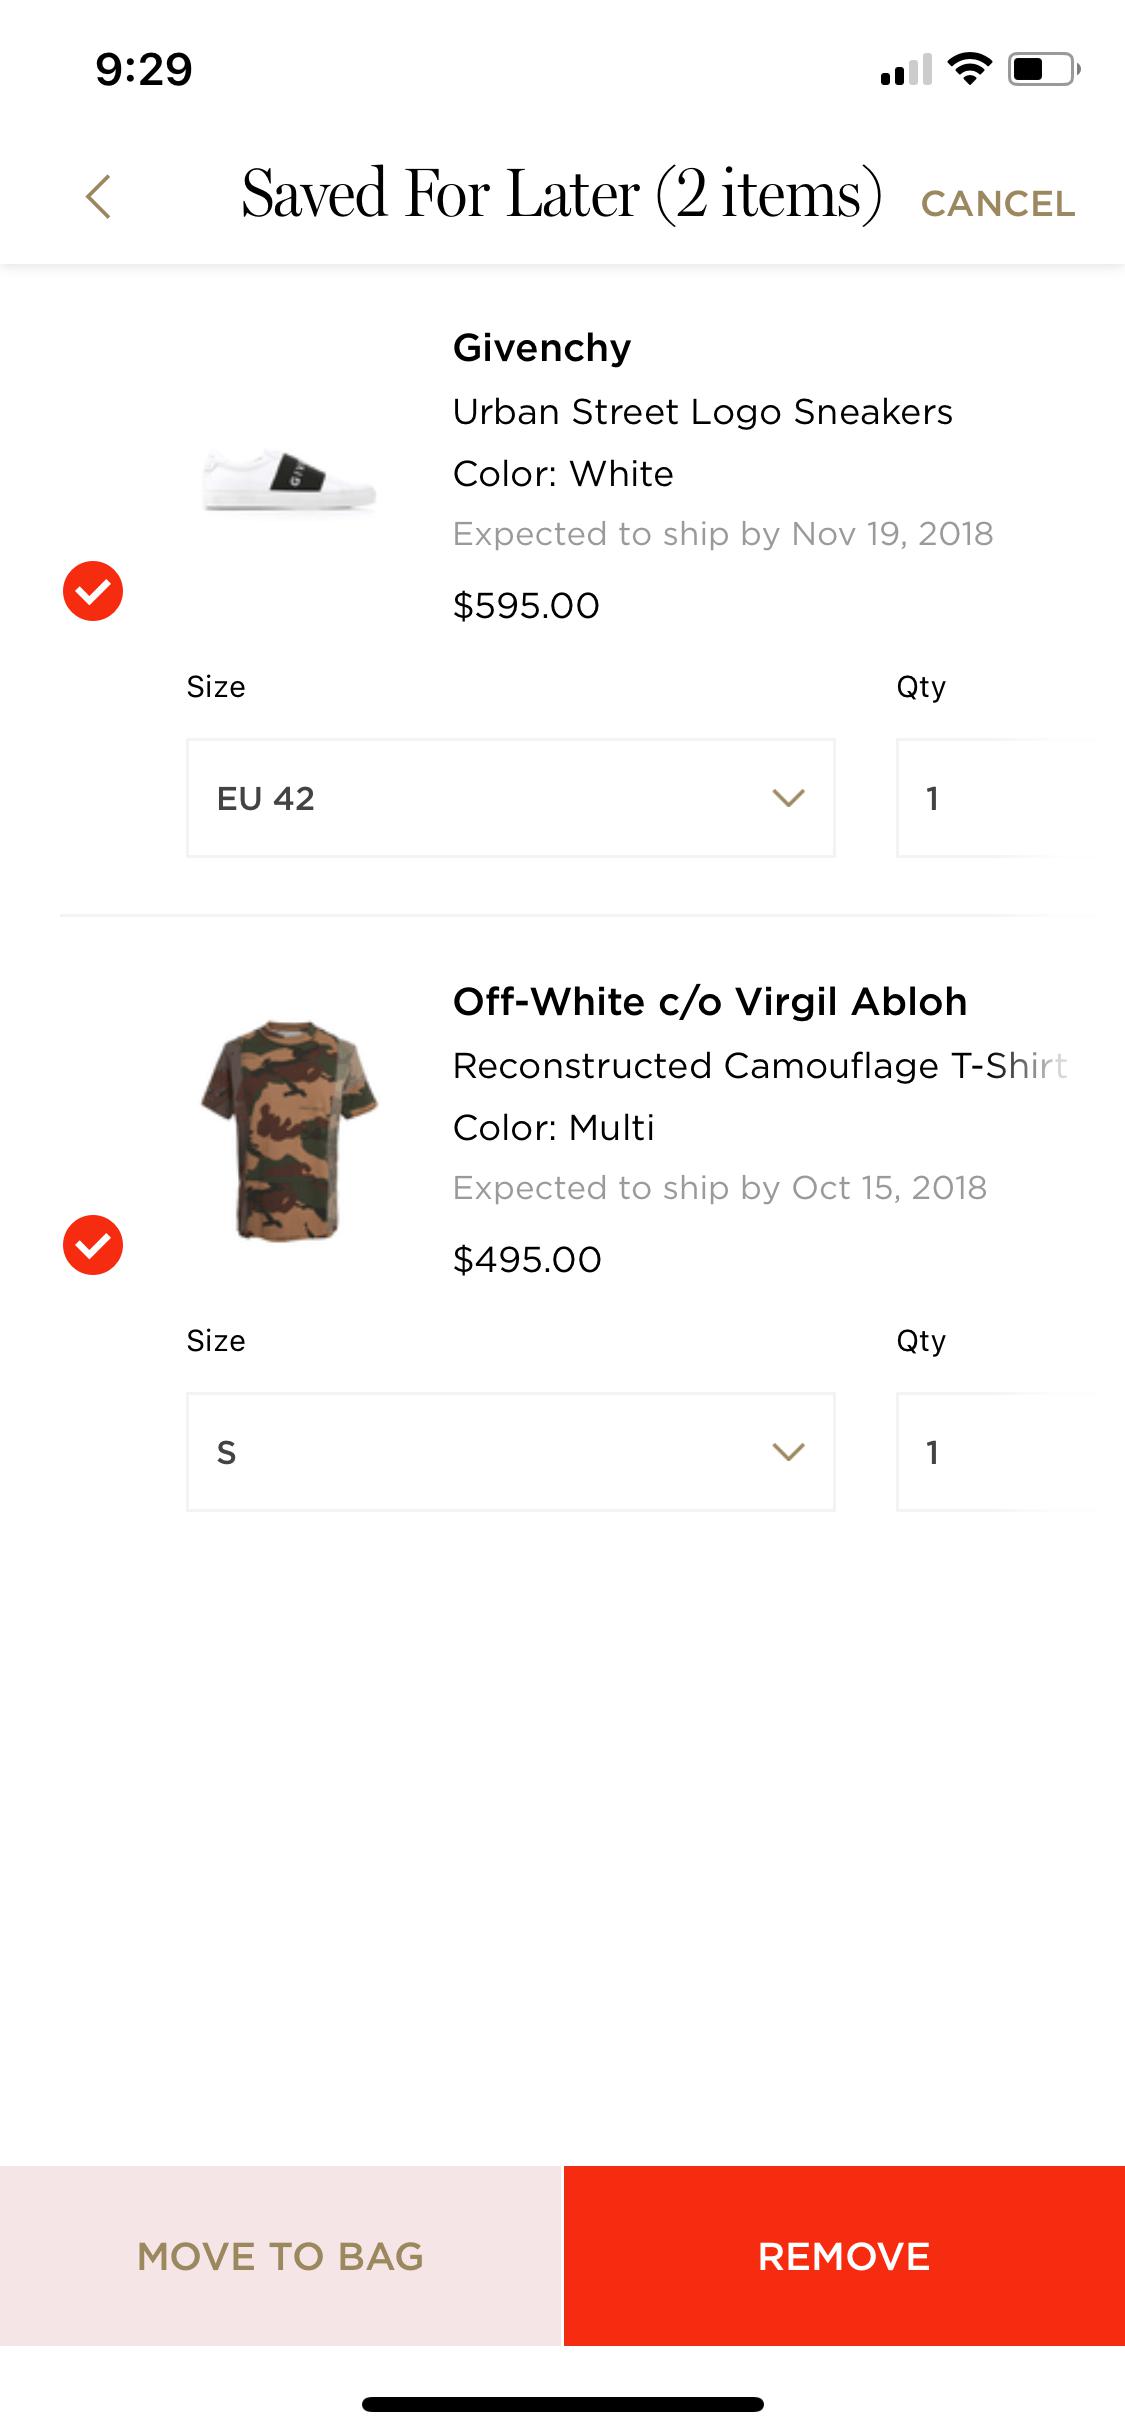 9:29
Saved For Later (2 items)
CANCEL
Givenchy
Urban Street Logo Sneakers
Color: White
Expected to ship by Nov 19, 2018
$595.00
Size
Qty
EU 42
1
Off-White c/o Virgil Abloh
Reconstructed Camouflage T-Shirt
Color: Multi
Expected to ship by Oct 15, 2018
$495.00
Size
Qty
S
1
MOVE TO BAG
REMOVE